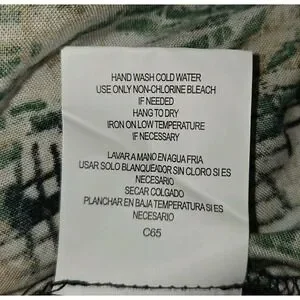 HAND WASH COLD WATER
USE ONLY NON-CHLORINE BLEACH
IF NEEDED
HANG TO DRY
IRON ON LOW TEMPERATURE
IF NECESSARY
LAVAR A MANO EN AGUA FRIA
USAR SOLO BLANQUEADOR SIN CLORO SI ES
NECESARIO
SECAR COLGADO
PLANCHAR EN BAJA TEMPERATURA SI ES
NECESARIO
C65